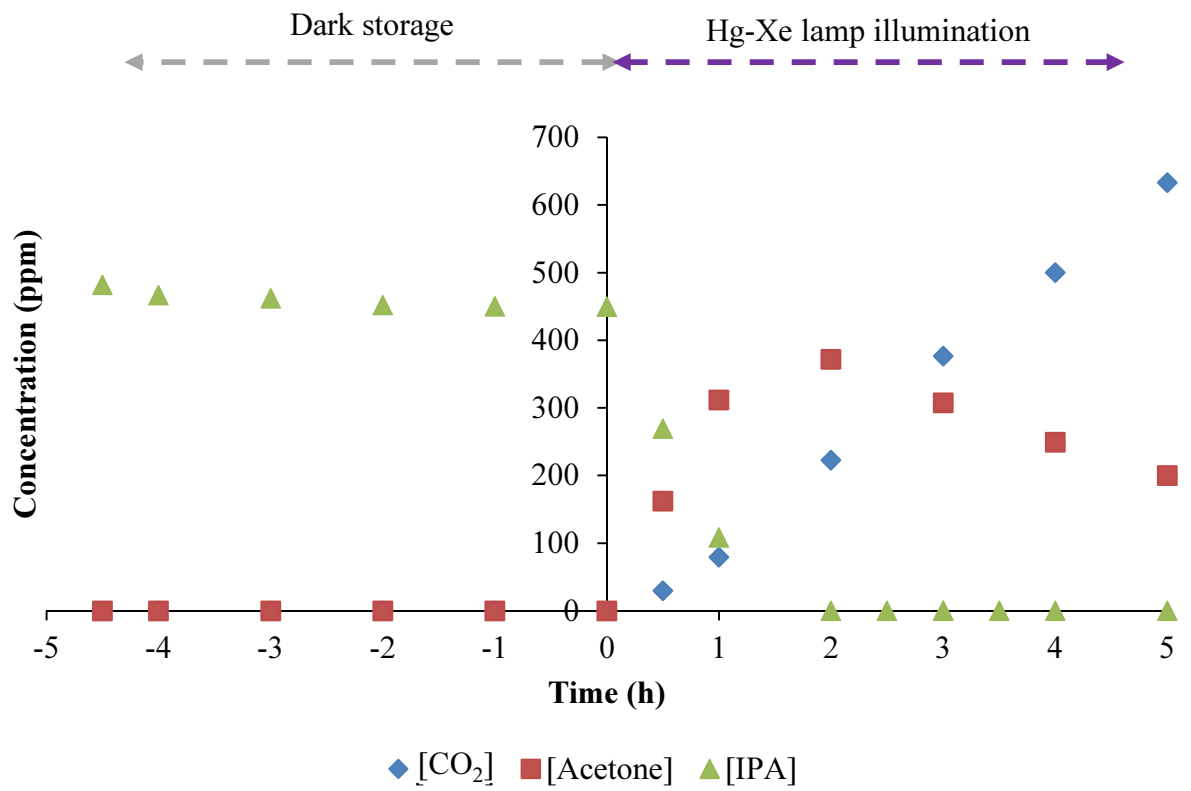 Dark storage
Hg-Xe lamp illumination
Concentration (ppm)
700
600
500
400
300
200
100
0
-5 -4 -3 -2 -1 0 1 2 3 4 5
Time (h)
[CO₂] [Acetone] [IPA]